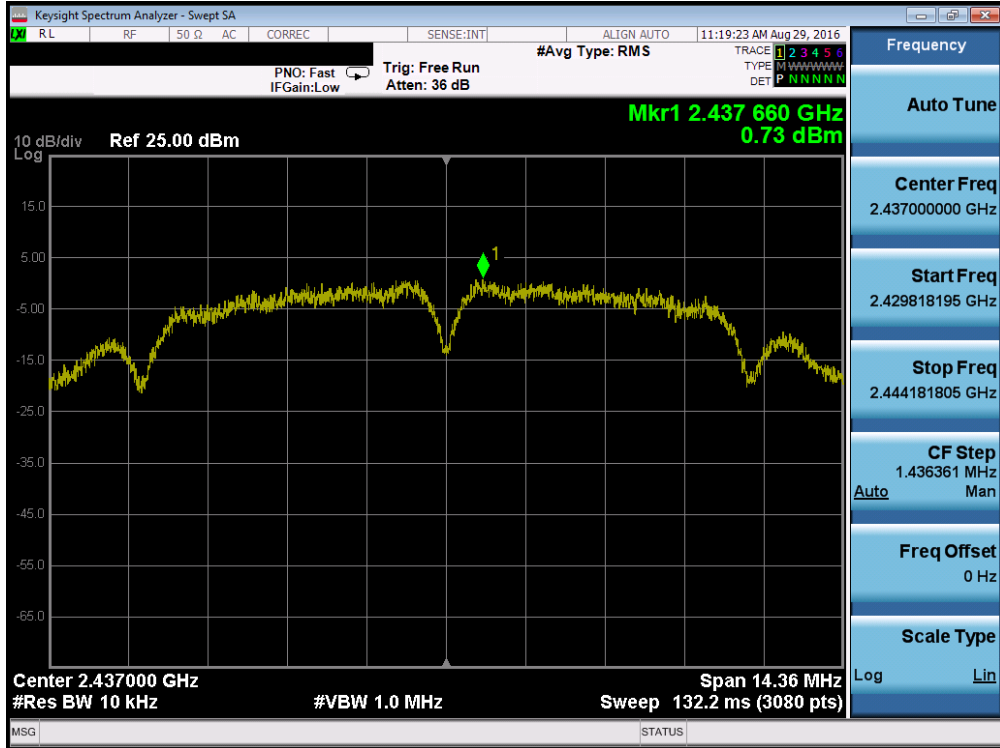 Keysight Spectrum Analyzer - Swept SA
LXI RL RF 50 Ω AC CORREC SENSE:INT ALIGN AUTO 11:19:23 AM Aug 29, 2016
#Avg Type: RMS
TRACE 1 2 3 4 5 6
TYPE M WWWWW
DET P N N N N N
PNO: Fast
IFGain:Low
Trig: Free Run
Atten: 36 dB
Mkr1 2.437 660 GHz
0.73 dBm
10 dB/div Ref 25.00 dBm
Log
15.0
5.00
-5.00
-15.0
-25.0
-35.0
-45.0
-55.0
-65.0
1
Center 2.437000 GHz
Span 14.36 MHz
#Res BW 10 kHz
#VBW 1.0 MHz
Sweep 132.2 ms (3080 pts)
MSG
STATUS
Frequency
Auto Tune
Center Freq
2.437000000 GHz
Start Freq
2.429818195 GHz
Stop Freq
2.444181805 GHz
CF Step
1.436361 MHz
Auto Man
Freq Offset
0 Hz
Scale Type
Log Lin